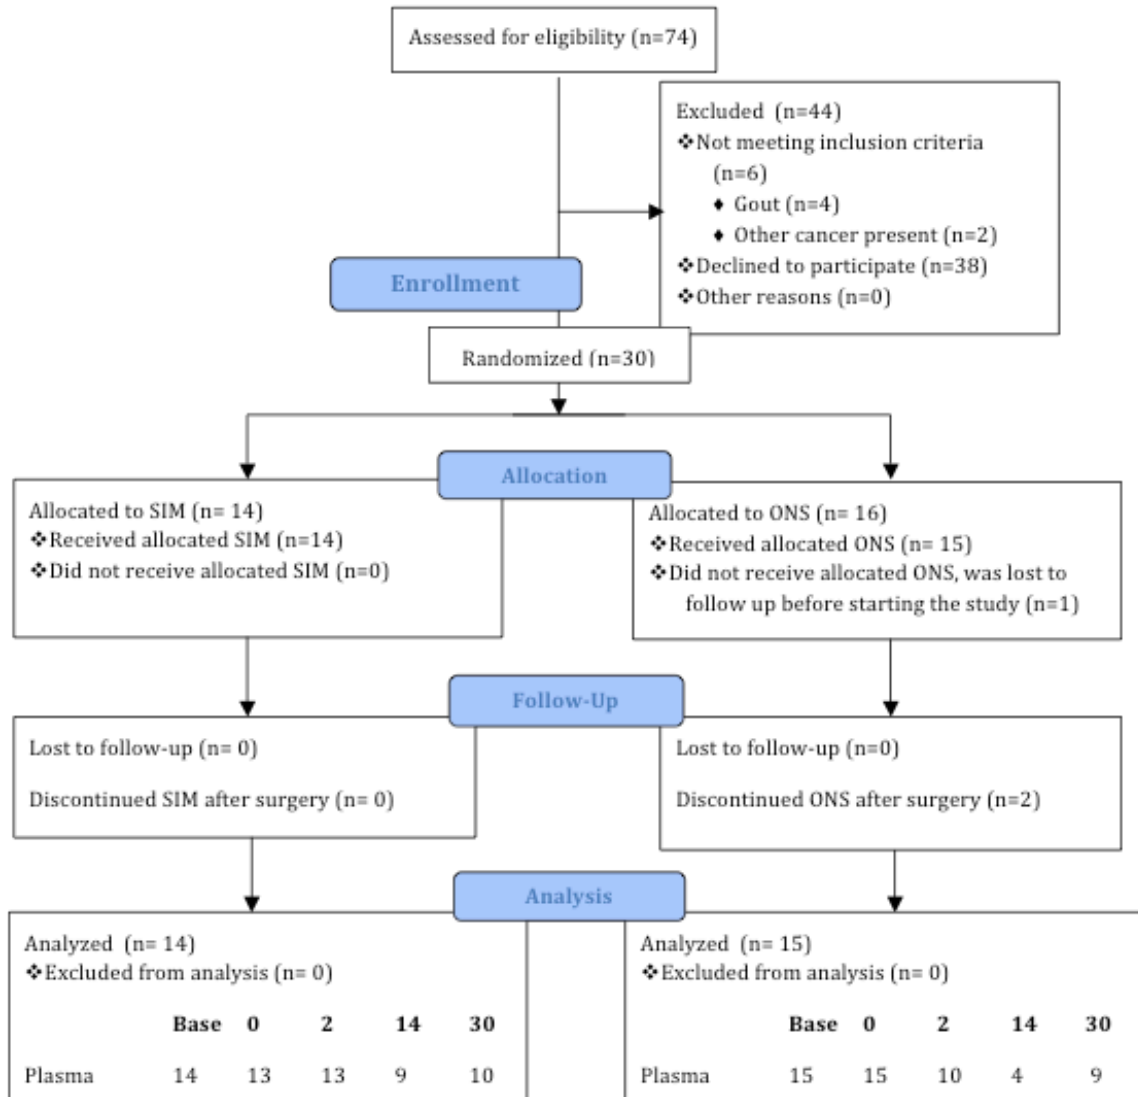 Assessed for eligibility (n=74)
Excluded (n=44)
❖Not meeting inclusion criteria
(n=6)
♦ Gout (n=4)
♦ Other cancer present (n=2)
❖Declined to participate (n=38)
❖Other reasons (n=0)
Enrollment
Randomized (n=30)
Allocation
Allocated to SIM (n= 14)
❖Received allocated SIM (n=14)
❖Did not receive allocated SIM (n=0)
Allocated to ONS (n= 16)
❖Received allocated ONS (n= 15)
❖Did not receive allocated ONS, was lost to
follow up before starting the study (n=1)
Follow-Up
Lost to follow-up (n= 0)
Discontinued SIM after surgery (n= 0)
Lost to follow-up (n=0)
Discontinued ONS after surgery (n=2)
Analysis
Analyzed (n= 14)
❖Excluded from analysis (n= 0)
Base 0 2 14 30
Plasma 14 13 13 9 10
Analyzed (n= 15)
❖Excluded from analysis (n= 0)
Base 0 2 14 30
Plasma 15 15 10 4 9